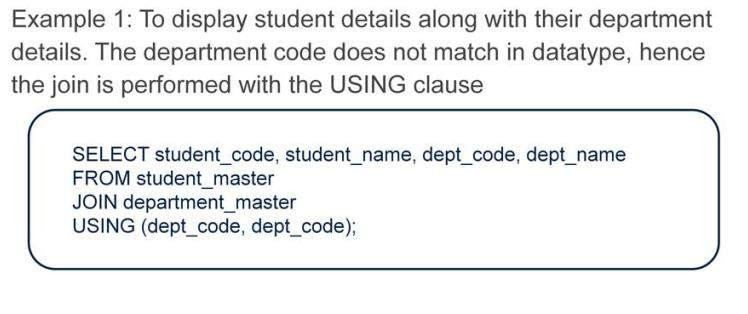 Example 1: To display student details along with their department
details. The department code does not match in datatype, hence
the join is performed with the USING clause
SELECT student_code, student_name, dept_code, dept_name
FROM student_master
JOIN department_master
USING (dept_code, dept_code);